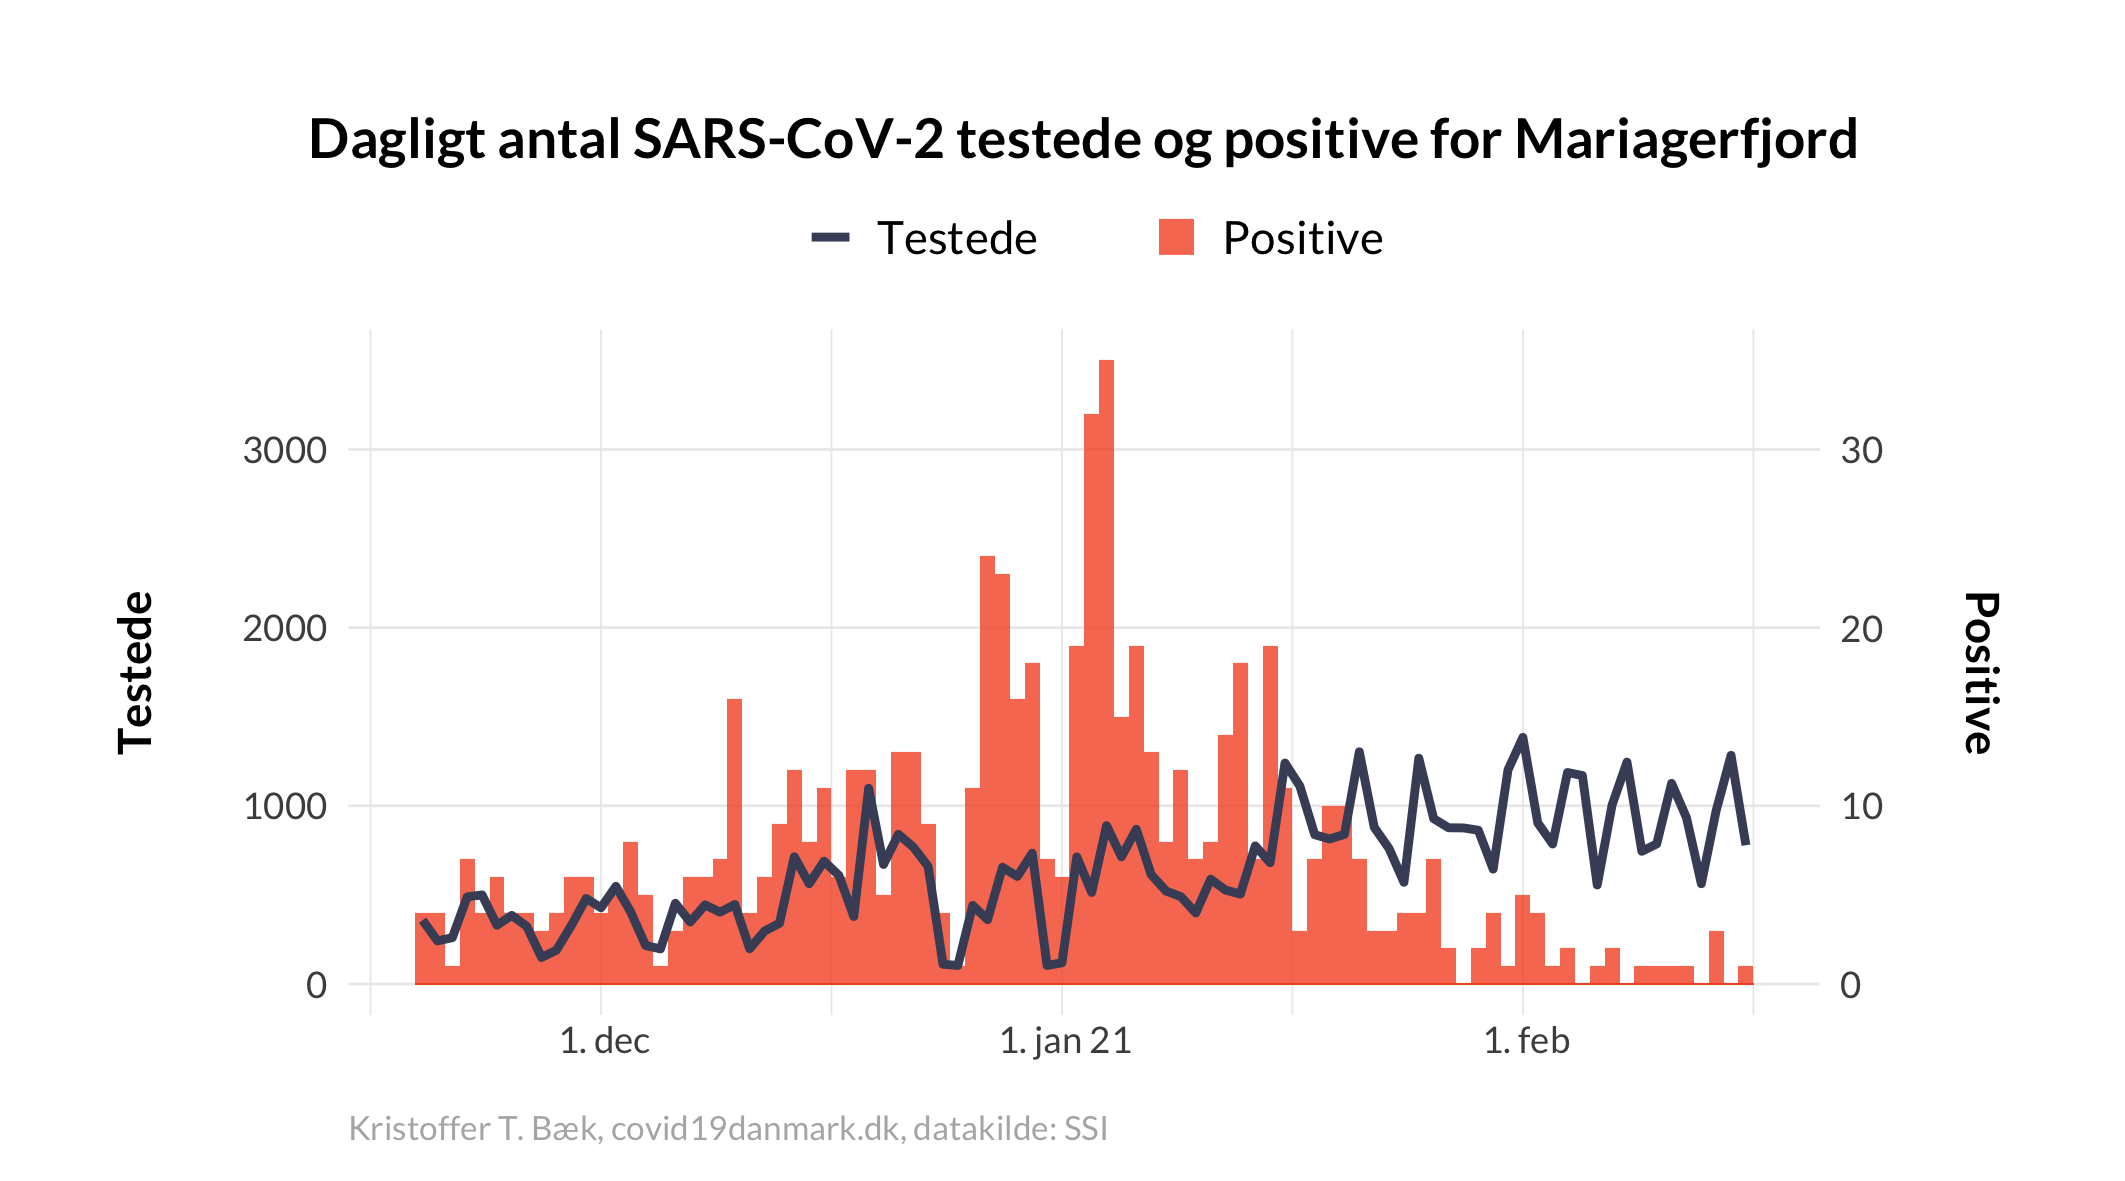 Dagligt antal SARS-CoV-2 testede og positive for Mariagerfjord
Testede Positive
3000 30
2000 20
1000 10
0 0
Testede
Positive
1. dec 1. jan 21 1. feb
Kristoffer T. Bæk, covid19danmark.dk, datakilde: SSI